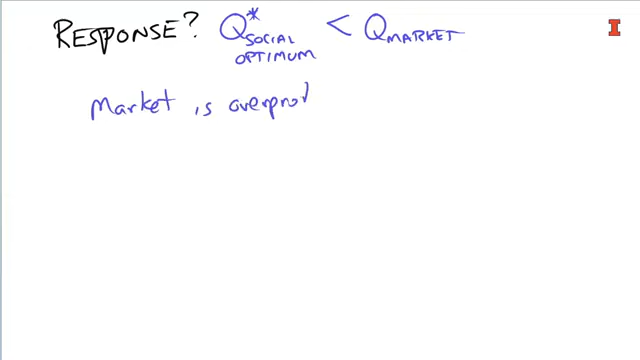 RESPONSE? Q*SOCIAL OPTIMUM < QMARKET
Market is overprod
I